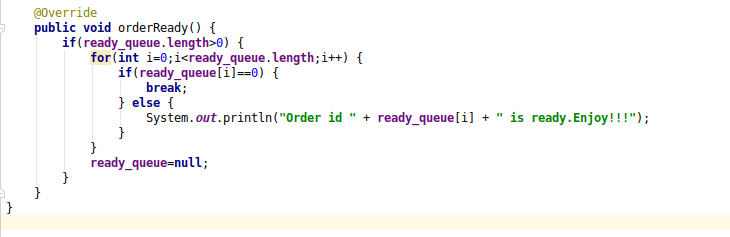 @Override
public void orderReady() {
if(ready_queue.length>0) {
for(int i=0;i<ready_queue.length;i++) {
if(ready_queue[i]==0) {
break;
} else {
System.out.println("Order id " + ready_queue[i] + " is ready.Enjoy!!!");
}
}
ready_queue=null;
}
}
}